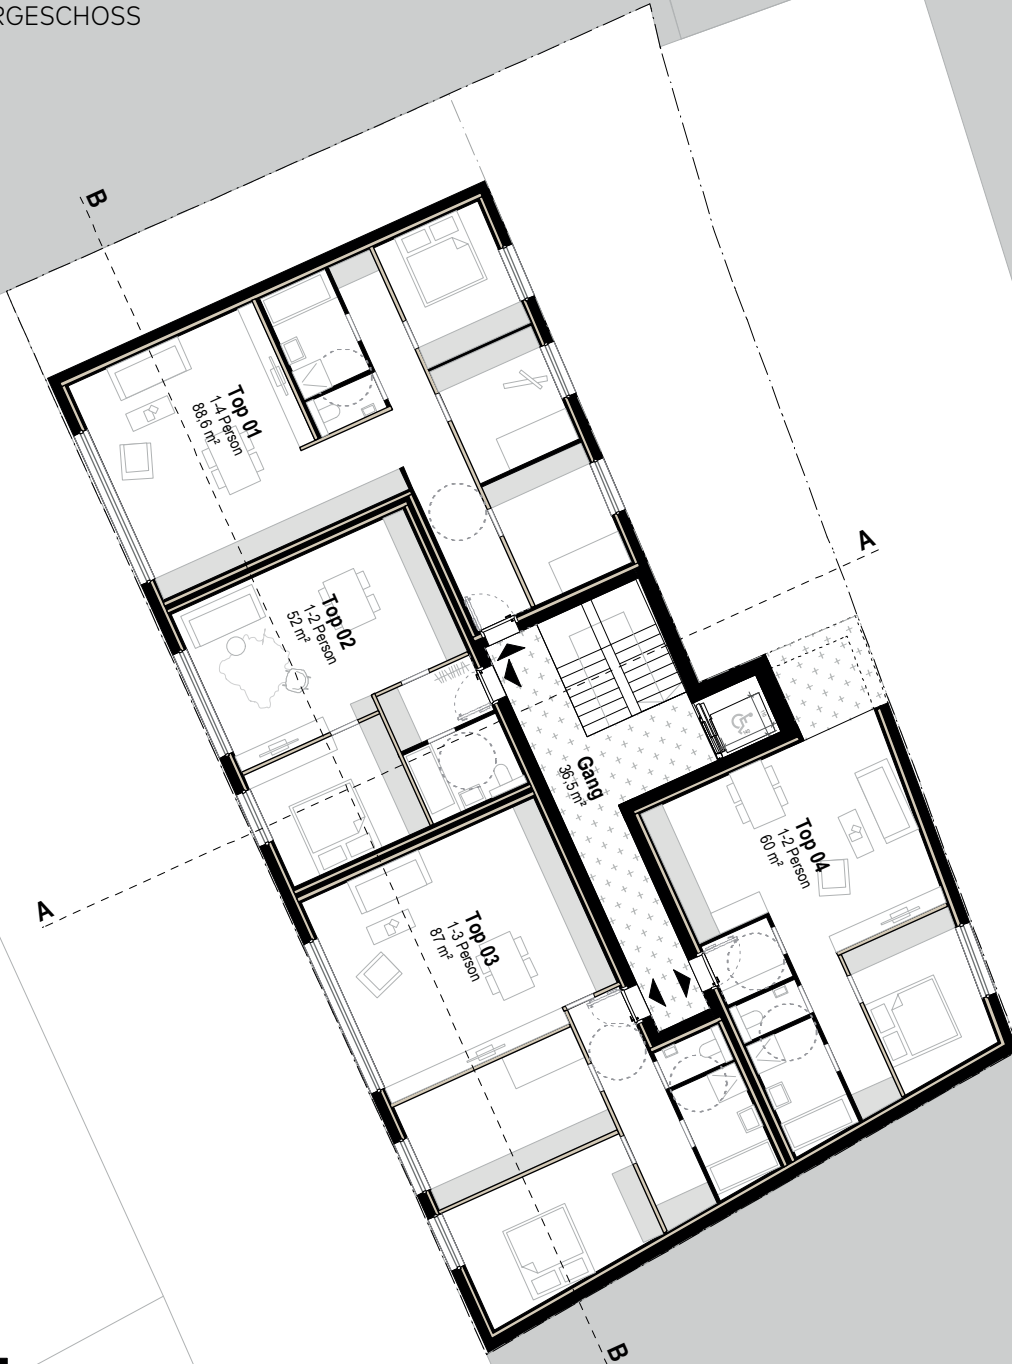 RGESCHOSS
B
Top 01
1-4 Person
88,6 m²
A
Top 02
1-2 Person
52 m²
Gang
36,5 m²
Top 04
1-2 Person
60 m²
A
Top 03
1-3 Person
87 m²
B